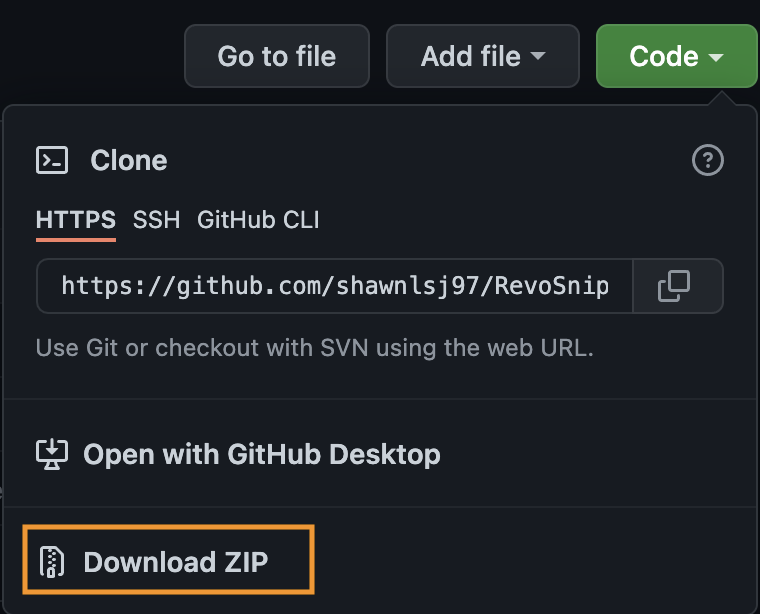 Go to file Add file Code
Clone
HTTPS SSH GitHub CLI
https://github.com/shawnlsj97/RevoSnip
Use Git or checkout with SVN using the web URL.
Open with GitHub Desktop
Download ZIP